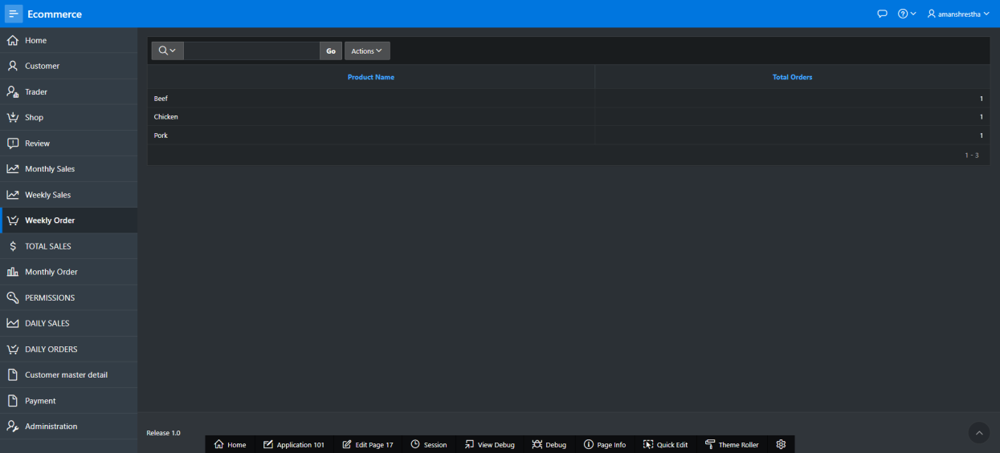 Ecommerce
amanshrestha
Home
Customer
Trader
Shop
Review
Monthly Sales
Weekly Sales
Weekly Order
TOTAL SALES
Monthly Order
PERMISSIONS
DAILY SALES
DAILY ORDERS
Customer master detail
Payment
Administration
Go Actions
Product Name Total Orders
Beef 1
Chicken 1
Pork 1
1 - 3
Release 1.0
Home Application 101 Edit Page 17 Session View Debug Debug Page Info Quick Edit Theme Roller